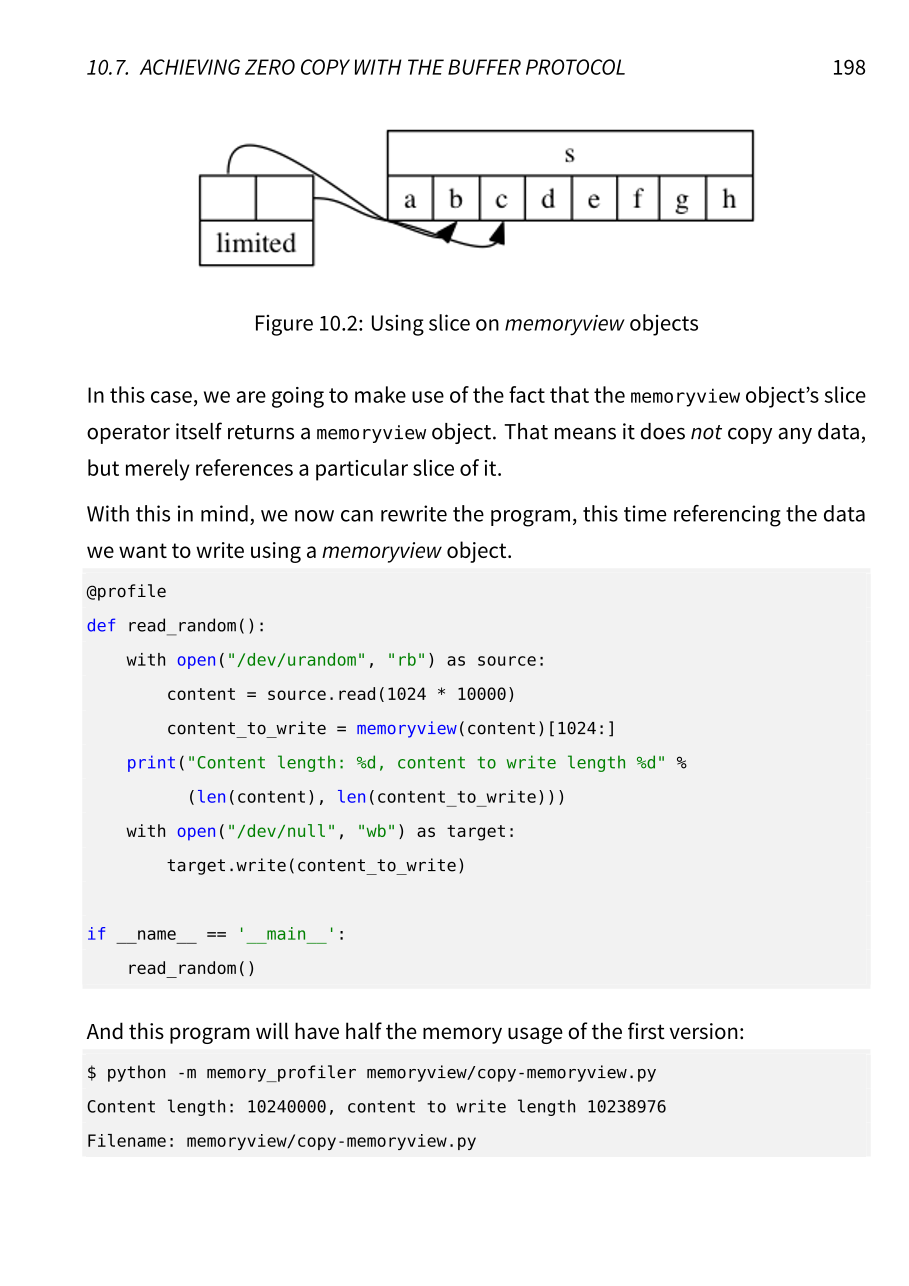 10.7. ACHIEVING ZERO COPY WITH THE BUFFER PROTOCOL 198
s
a b c d e f g h
limited
Figure 10.2: Using slice on memoryview objects
In this case, we are going to make use of the fact that the memoryview object’s slice
operator itself returns a memoryview object. That means it does not copy any data,
but merely references a particular slice of it.
With this in mind, we now can rewrite the program, this time referencing the data
we want to write using a memoryview object.
@profile
def read_random():
    with open("/dev/urandom", "rb") as source:
        content = source.read(1024 * 10000)
        content_to_write = memoryview(content)[1024:]
    print("Content length: %d, content to write length %d" %
          (len(content), len(content_to_write)))
    with open("/dev/null", "wb") as target:
        target.write(content_to_write)
if __name__ == '__main__':
    read_random()
And this program will have half the memory usage of the first version:
$ python -m memory_profiler memoryview/copy-memoryview.py
Content length: 10240000, content to write length 10238976
Filename: memoryview/copy-memoryview.py